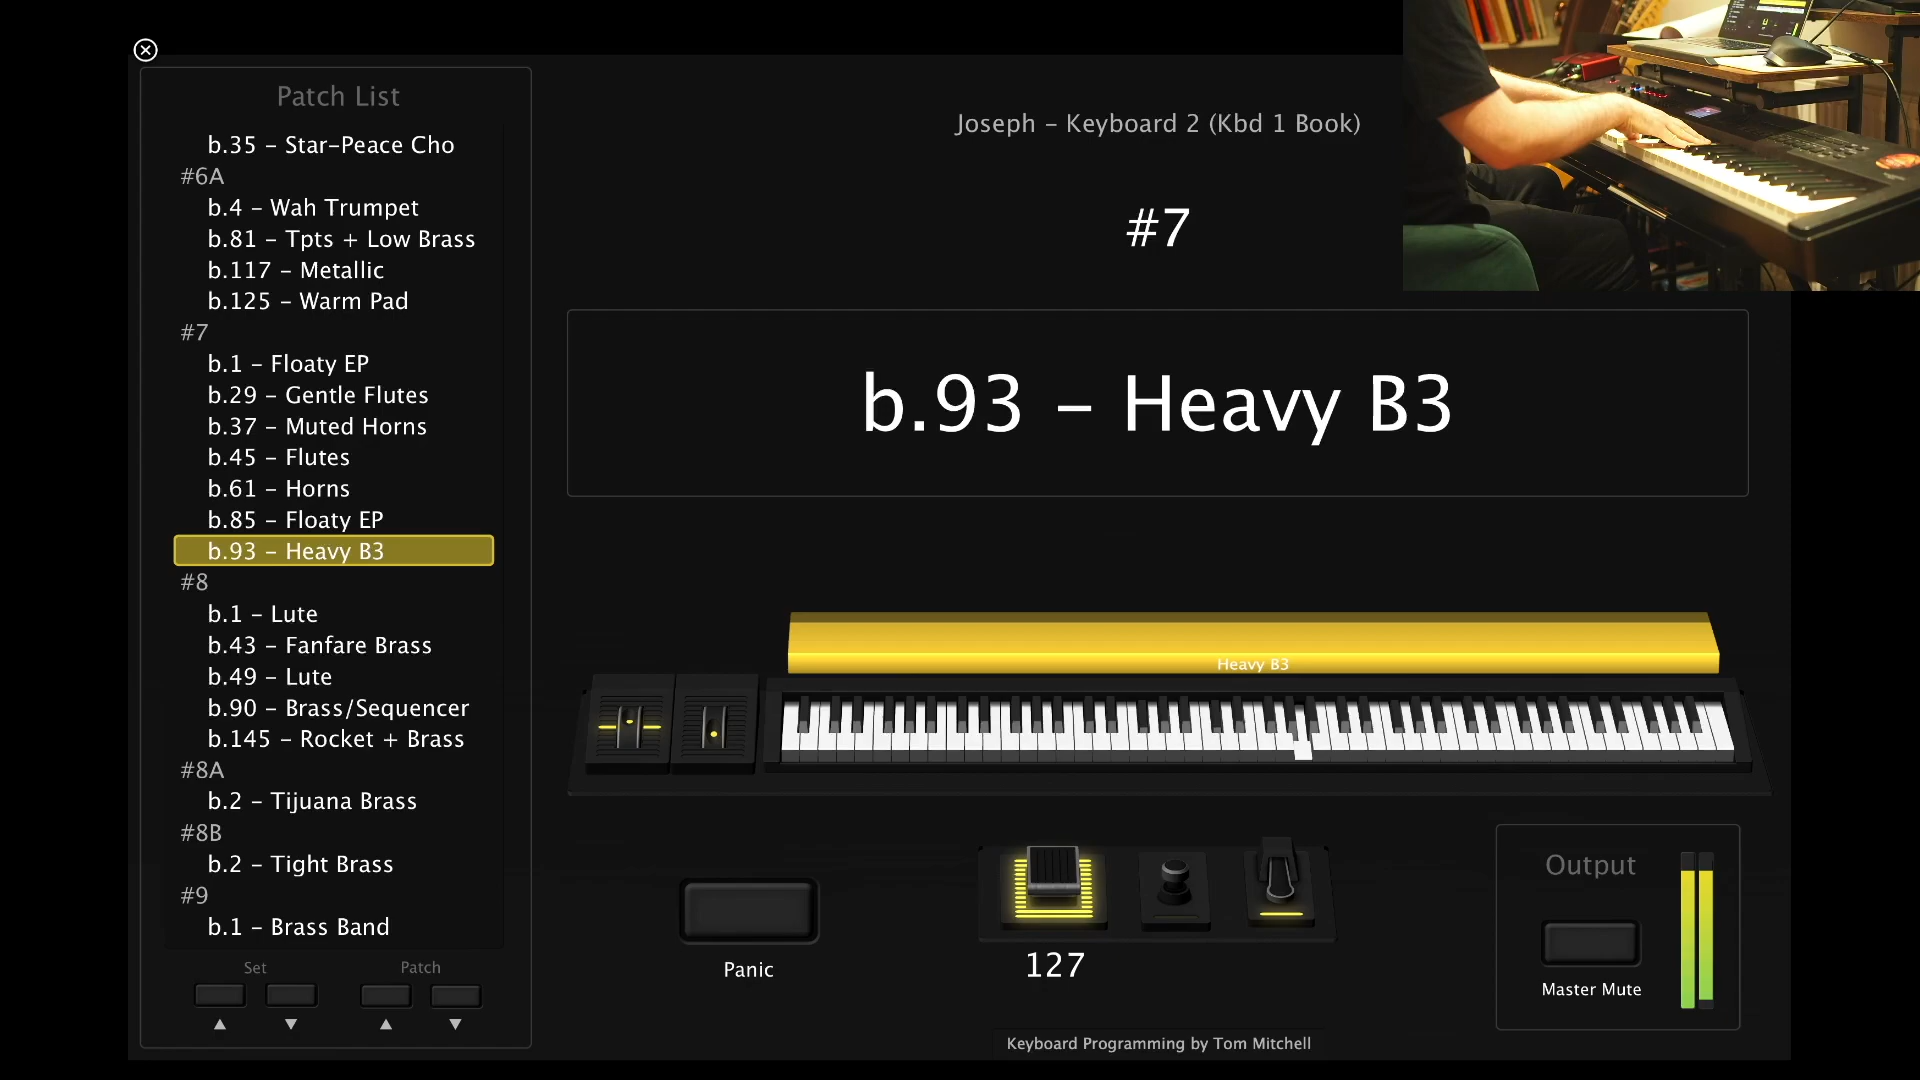 Patch List
b.35 – Star-Peace Cho
#6A
b.4 – Wah Trumpet
b.81 – Tpts + Low Brass
b.117 – Metallic
b.125 – Warm Pad
#7
b.1 – Floaty EP
b.29 – Gentle Flutes
b.37 – Muted Horns
b.45 – Flutes
b.61 – Horns
b.85 – Floaty EP
b.93 – Heavy B3
#8
b.1 – Lute
b.43 – Fanfare Brass
b.49 – Lute
b.90 – Brass/Sequencer
b.145 – Rocket + Brass
#8A
b.2 – Tijuana Brass
#8B
b.2 – Tight Brass
#9
b.1 – Brass Band
Set
Patch
Joseph – Keyboard 2 (Kbd 1 Book)
#7
b.93 – Heavy B3
Heavy B3
Panic
127
Output
Master Mute
Keyboard Programming by Tom Mitchell